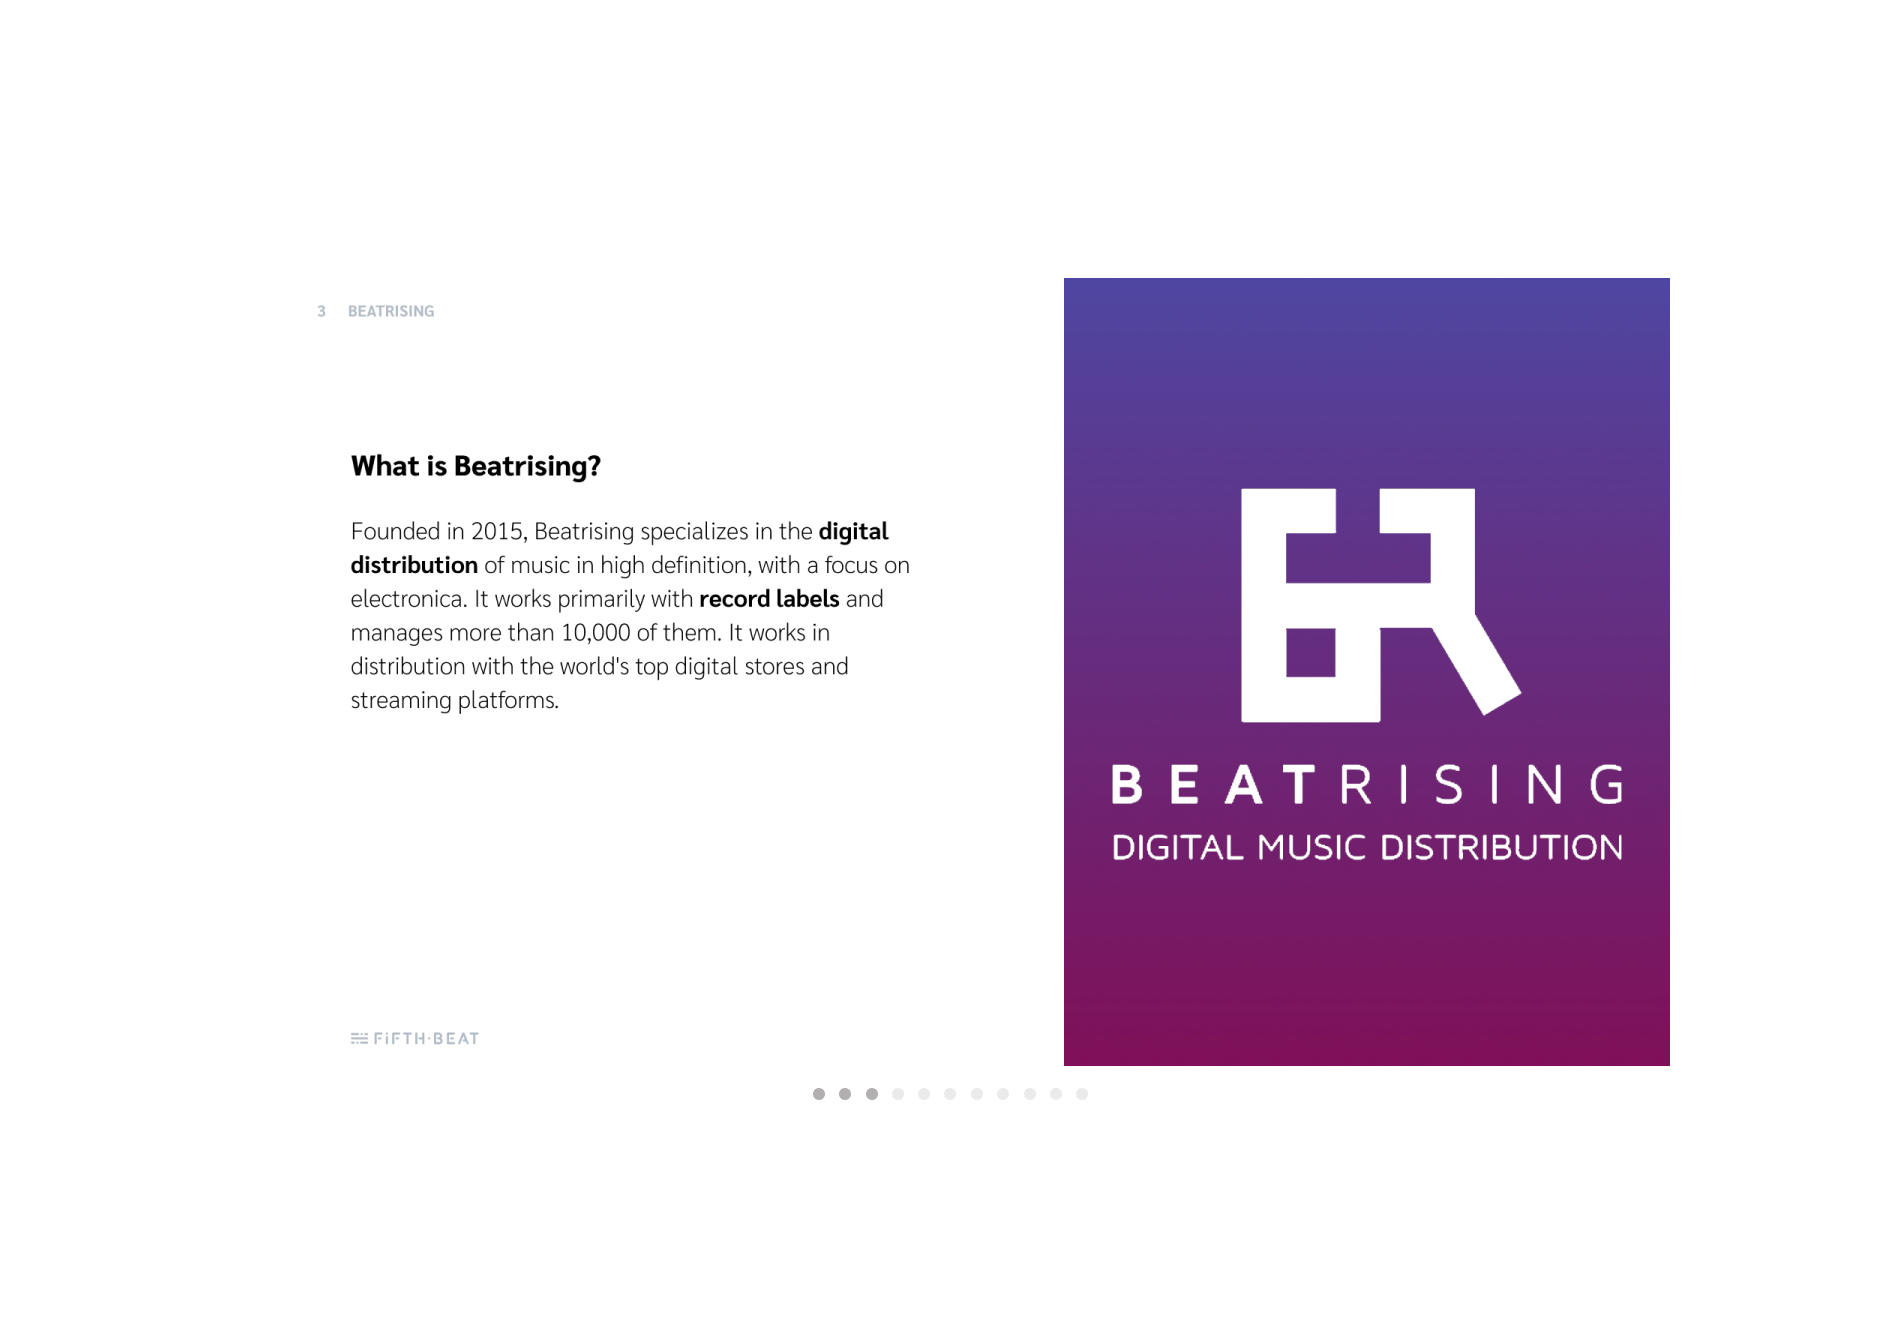 3 BEATRISING
What is Beatrising?
Founded in 2015, Beatrising specializes in the digital
distribution of music in high definition, with a focus on
electronica. It works primarily with record labels and
manages more than 10,000 of them. It works in
distribution with the world's top digital stores and
streaming platforms.
FiFTH·BEAT
BR
BEATRISING
DIGITAL MUSIC DISTRIBUTION